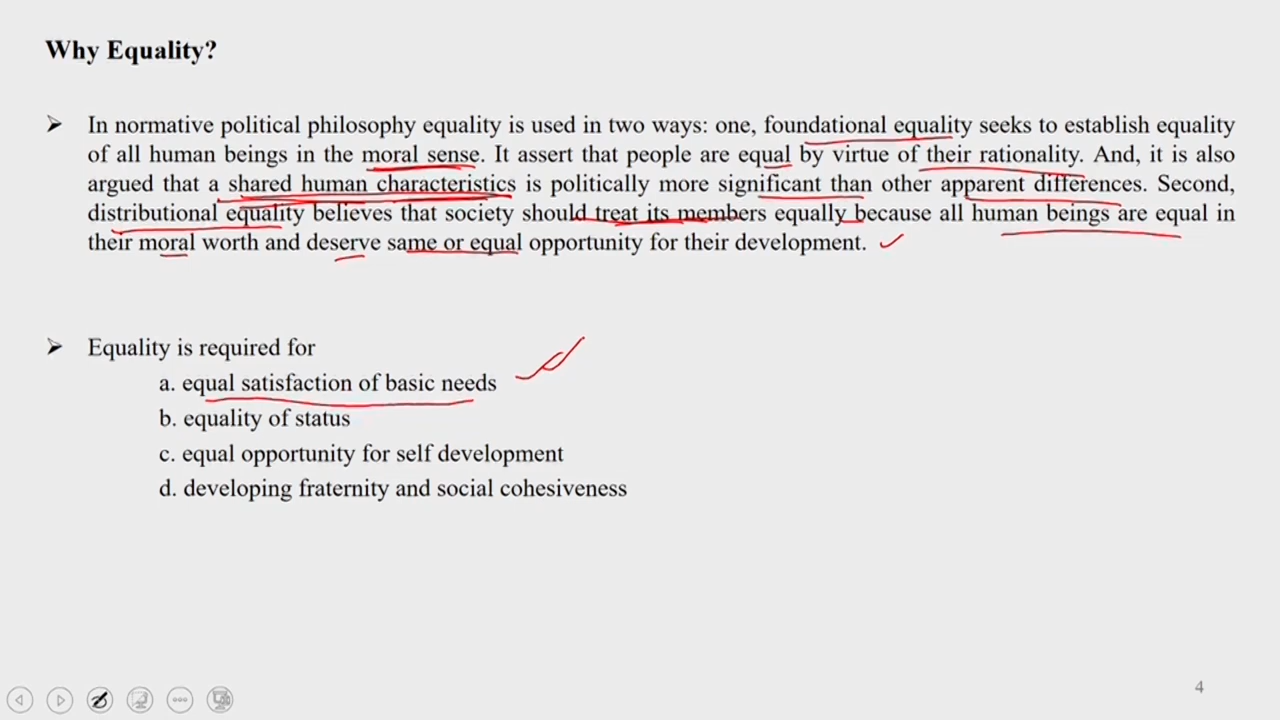 Why Equality?
➢ In normative political philosophy equality is used in two ways: one, foundational equality seeks to establish equality
of all human beings in the moral sense. It assert that people are equal by virtue of their rationality. And, it is also
argued that a shared human characteristics is politically more significant than other apparent differences. Second,
distributional equality believes that society should treat its members equally because all human beings are equal in
their moral worth and deserve same or equal opportunity for their development.
➢ Equality is required for
a. equal satisfaction of basic needs
b. equality of status
c. equal opportunity for self development
d. developing fraternity and social cohesiveness
4